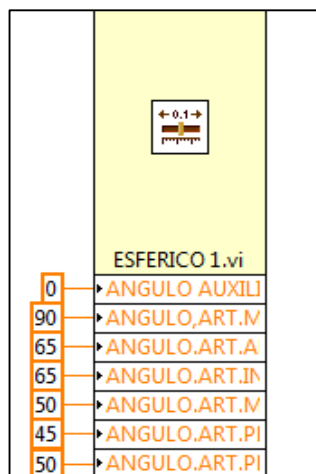 0.1
ESFERICO 1.vi
0 ANGULO AUXILI
90 ANGULO,ART.M
65 ANGULO.ART.A
65 ANGULO.ART.IN
50 ANGULO.ART.M
45 ANGULO.ART.PI
50 ANGULO.ART.PI